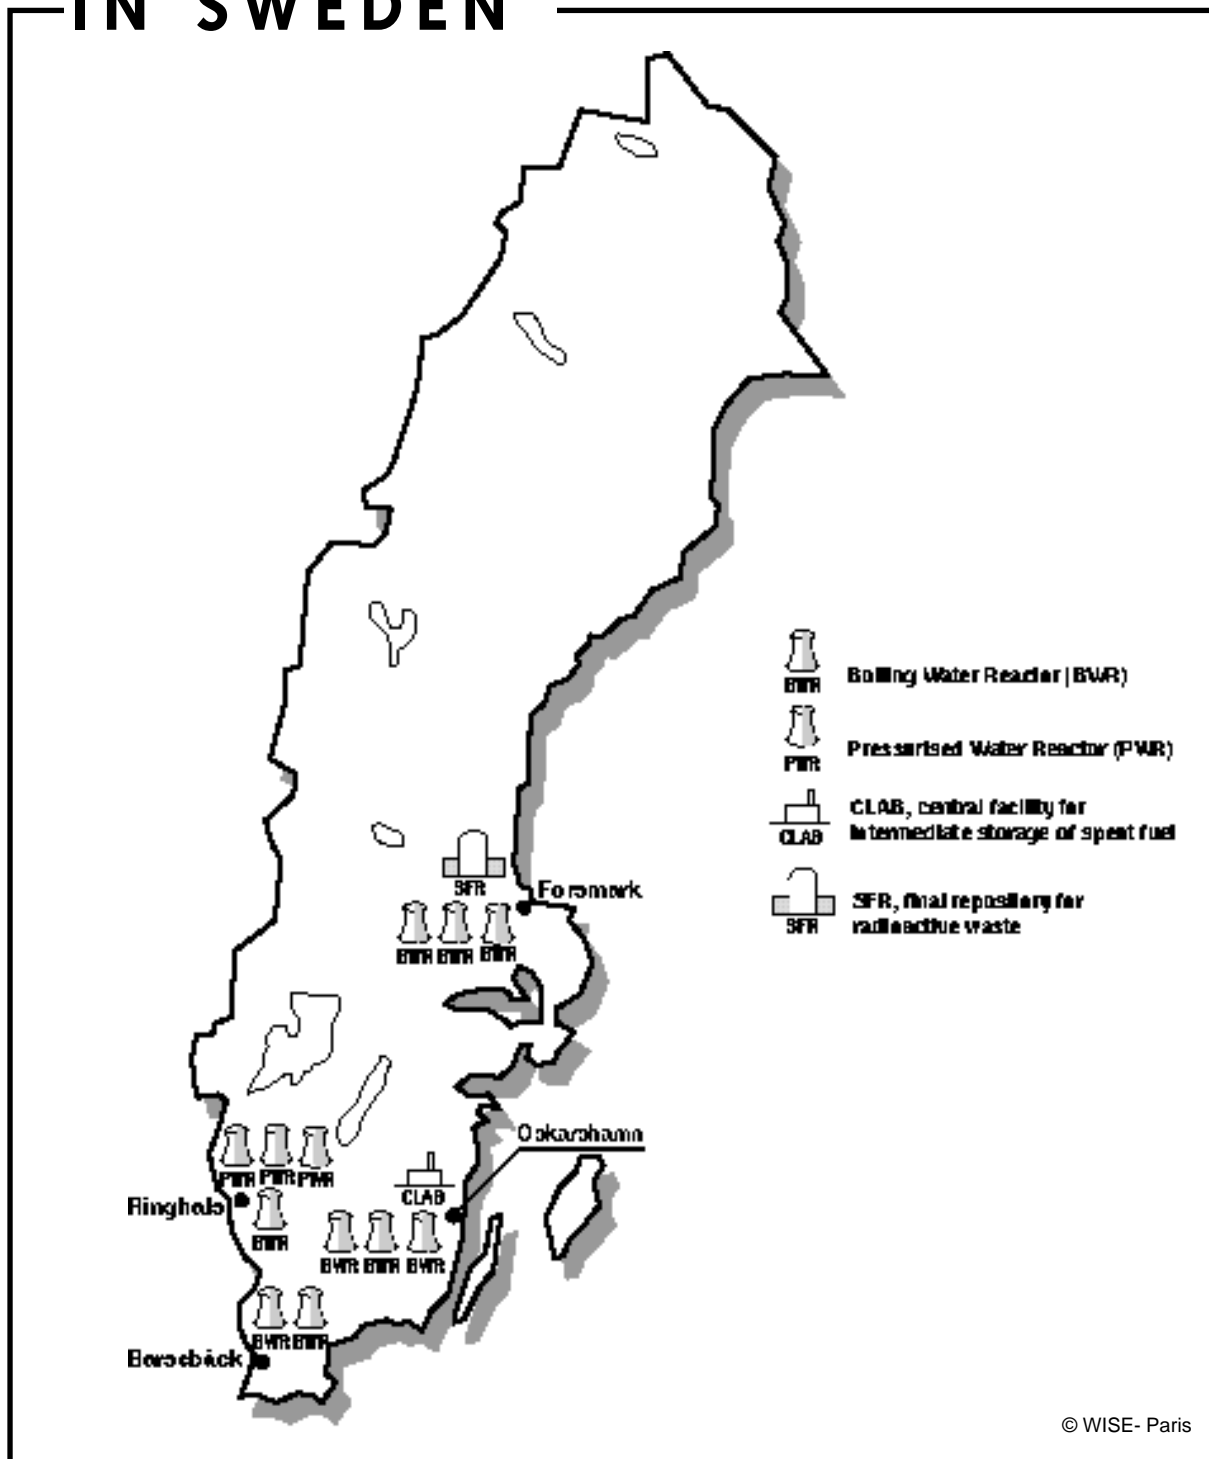 IN SWEDEN
BWR
Boiling Water Reactor (BWR)
PWR
Pressurised Water Reactor (PWR)
CLAB
CLAB, central facility for
intermediate storage of spent fuel
SFR
SFR, final repository for
radioactive waste
SFR
Forsmark
BWR BWR BWR
Oskarshamn
PWR PWR PWR
CLAB
Ringhals
BWR
BWR BWR BWR
BWR BWR
Barsebäck
© WISE- Paris